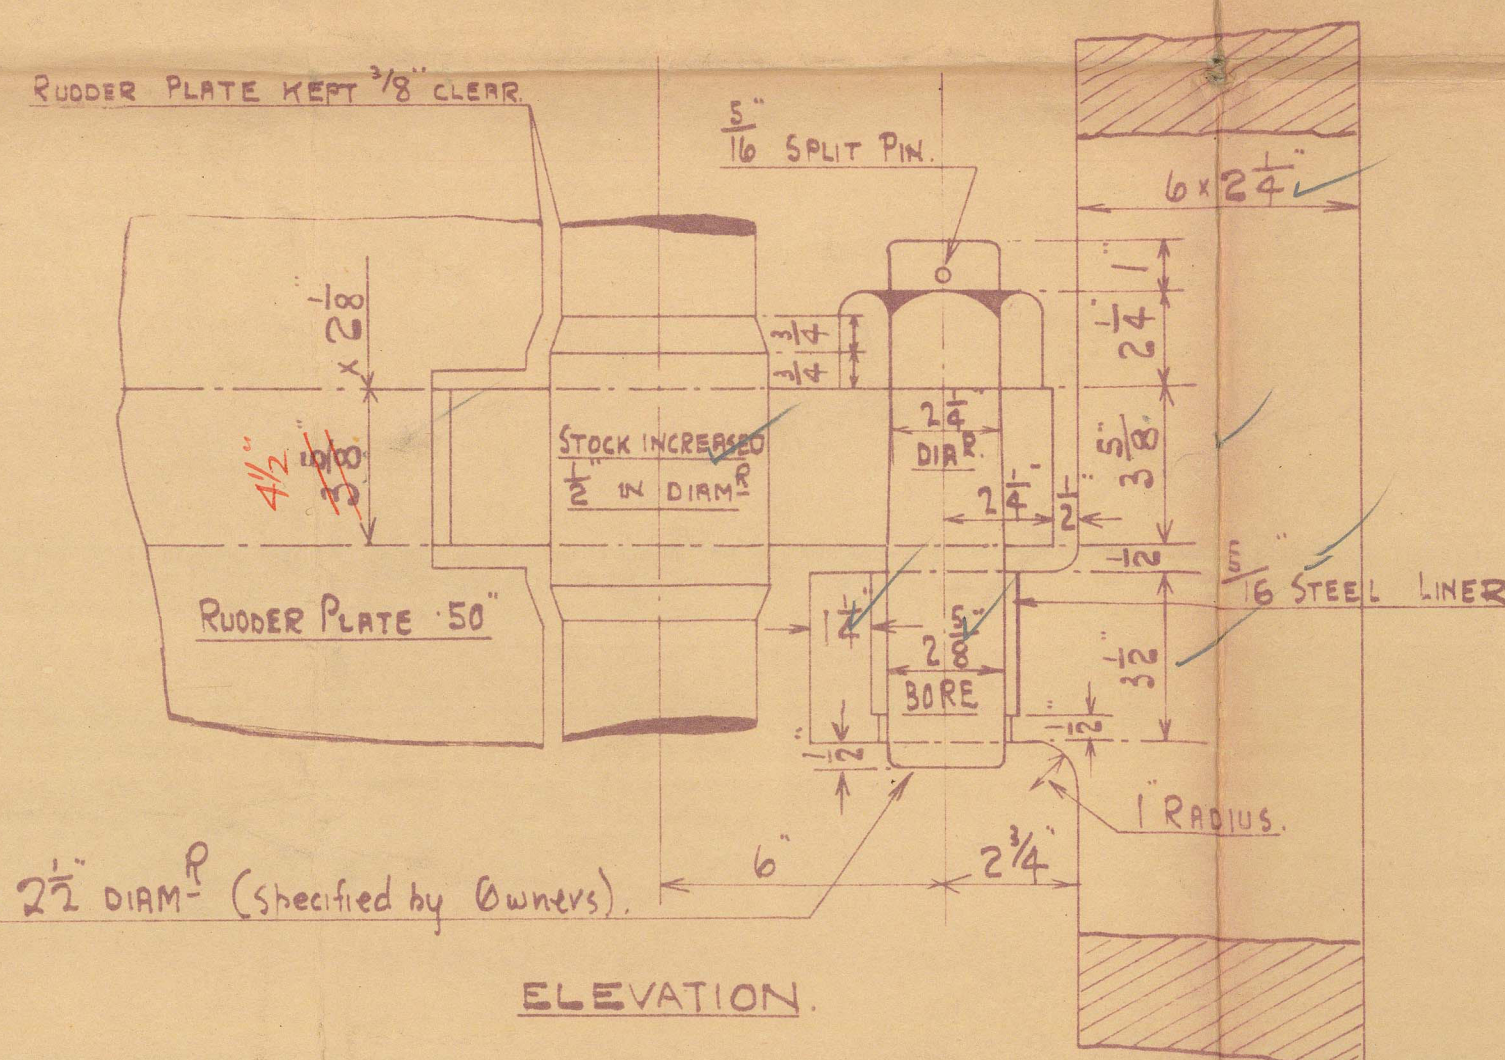 RUDDER PLATE KEPT 3/8" CLEAR.
5/16" SPLIT PIN.
6 x 2 1/4"
1"
2 1/4"
x 2 1/8"
3/4"
3/4
3 5/8"
4 1/2"
STOCK INCREASED
1/2" IN DIAMR
2 1/4"
DIAR.
2 1/4"
1/2"
3 5/8"
1/2
5/16" STEEL LINER
RUDDER PLATE .50"
1 1/4"
2 5/8"
BORE
3 1/2"
1/2"
1/2"
1" RADIUS.
6"
2 3/4"
2 1/2" DIAMR (Specified by Owners).
ELEVATION.